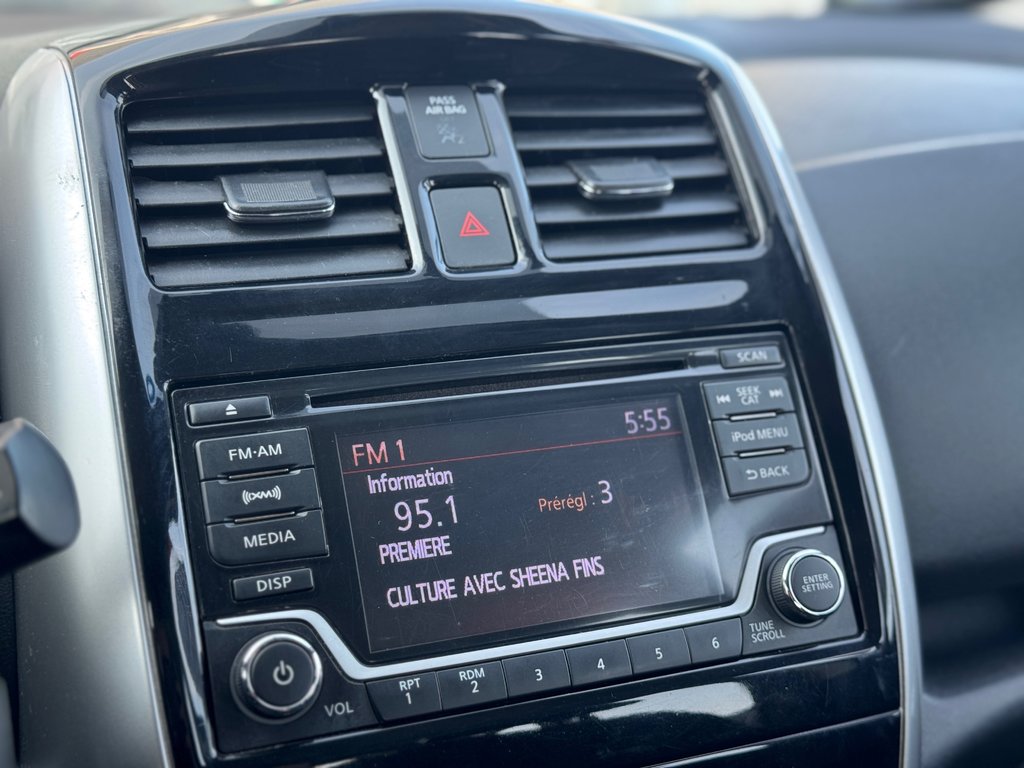 PASS
AIR BAG
SCAN
SEEK
CAT
FM·AM
iPod MENU
((XM))
BACK
MEDIA
DISP
FM 1
5:55
Information
95.1
Prérégl : 3
PREMIERE
CULTURE AVEC SHEENA FINS
ENTER
SETTING
TUNE
SCROLL
VOL
RPT
1
RDM
2
3
4
5
6